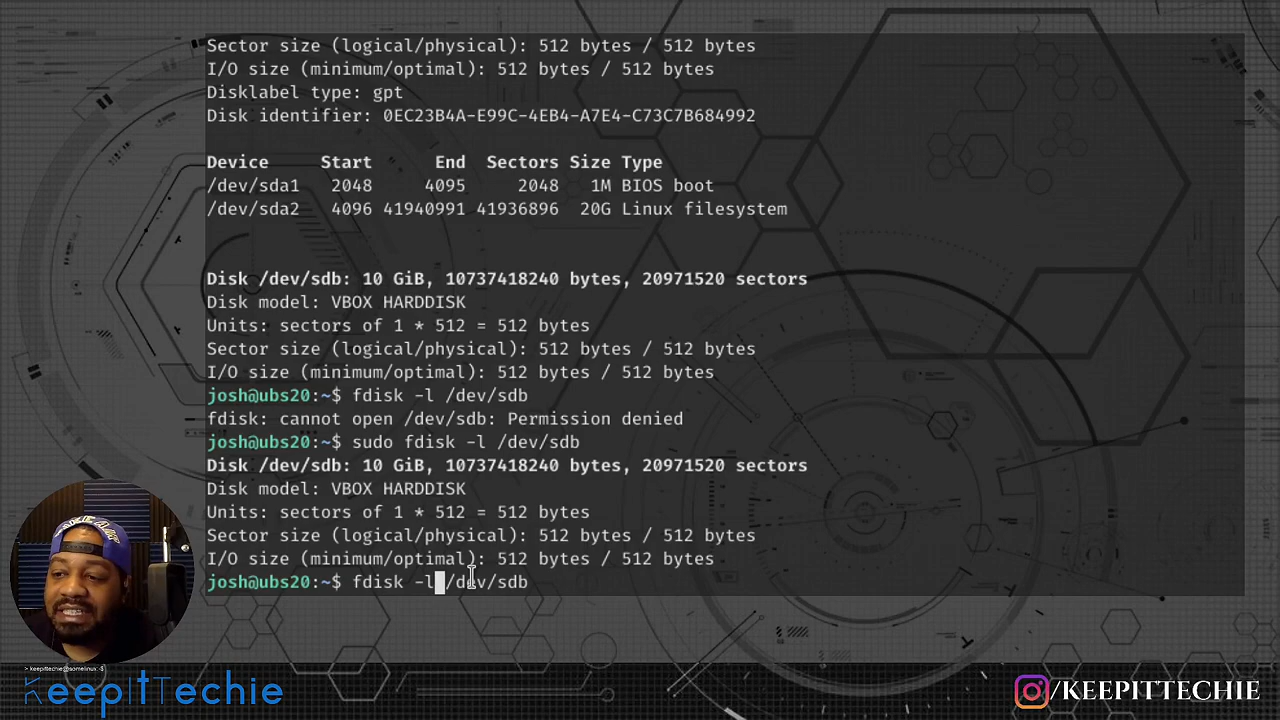 Sector size (logical/physical): 512 bytes / 512 bytes
I/O size (minimum/optimal): 512 bytes / 512 bytes
Disklabel type: gpt
Disk identifier: 0EC23B4A-E99C-4EB4-A7E4-C73C7B684992
Device Start End Sectors Size Type
/dev/sda1 2048 4095 2048 1M BIOS boot
/dev/sda2 4096 41940991 41936896 20G Linux filesystem
Disk /dev/sdb: 10 GiB, 10737418240 bytes, 20971520 sectors
Disk model: VBOX HARDDISK
Units: sectors of 1 * 512 = 512 bytes
Sector size (logical/physical): 512 bytes / 512 bytes
I/O size (minimum/optimal): 512 bytes / 512 bytes
josh@ubs20:~$ fdisk -l /dev/sdb
fdisk: cannot open /dev/sdb: Permission denied
josh@ubs20:~$ sudo fdisk -l /dev/sdb
Disk /dev/sdb: 10 GiB, 10737418240 bytes, 20971520 sectors
Disk model: VBOX HARDDISK
Units: sectors of 1 * 512 = 512 bytes
Sector size (logical/physical): 512 bytes / 512 bytes
I/O size (minimum/optimal): 512 bytes / 512 bytes
josh@ubs20:~$ fdisk -l /dev/sdb
> keepittechie@somelinux:~$
KeepItTechie
/KEEPITTECHIE